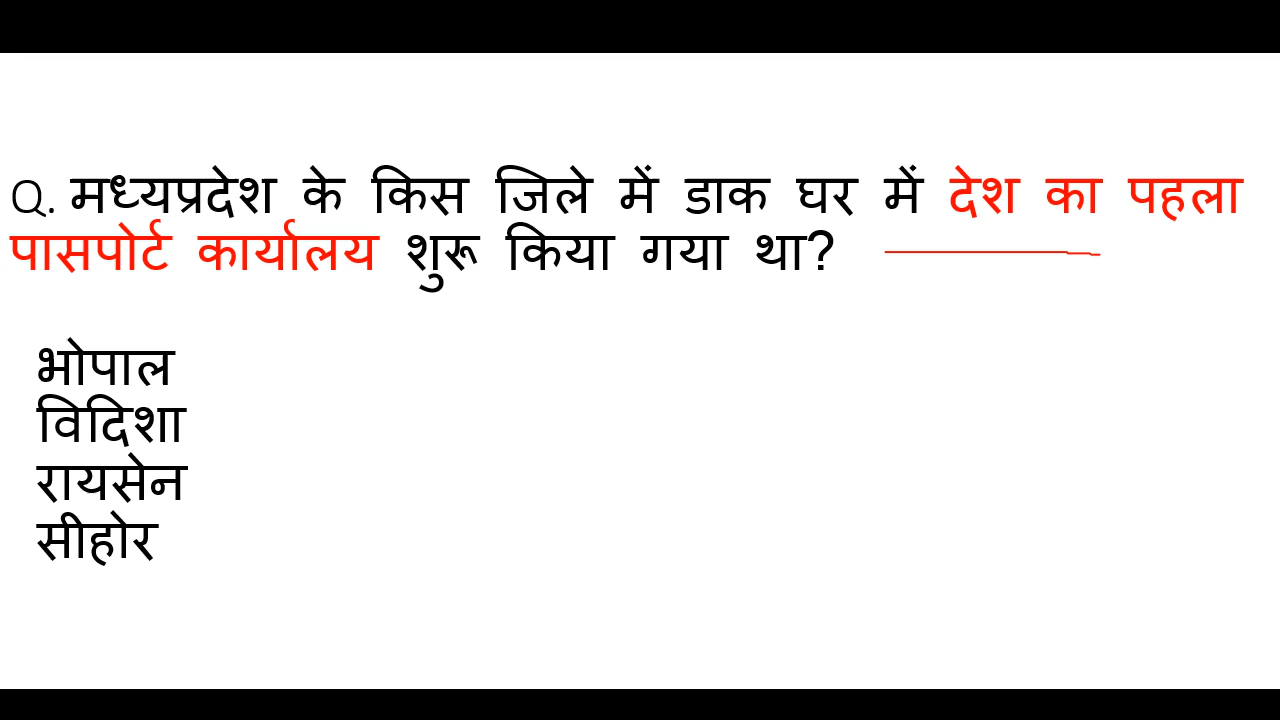 Q. मध्यप्रदेश के किस जिले में डाक घर में देश का पहला
पासपोर्ट कार्यालय शुरू किया गया था?
भोपाल
विदिशा
रायसेन
सीहोर